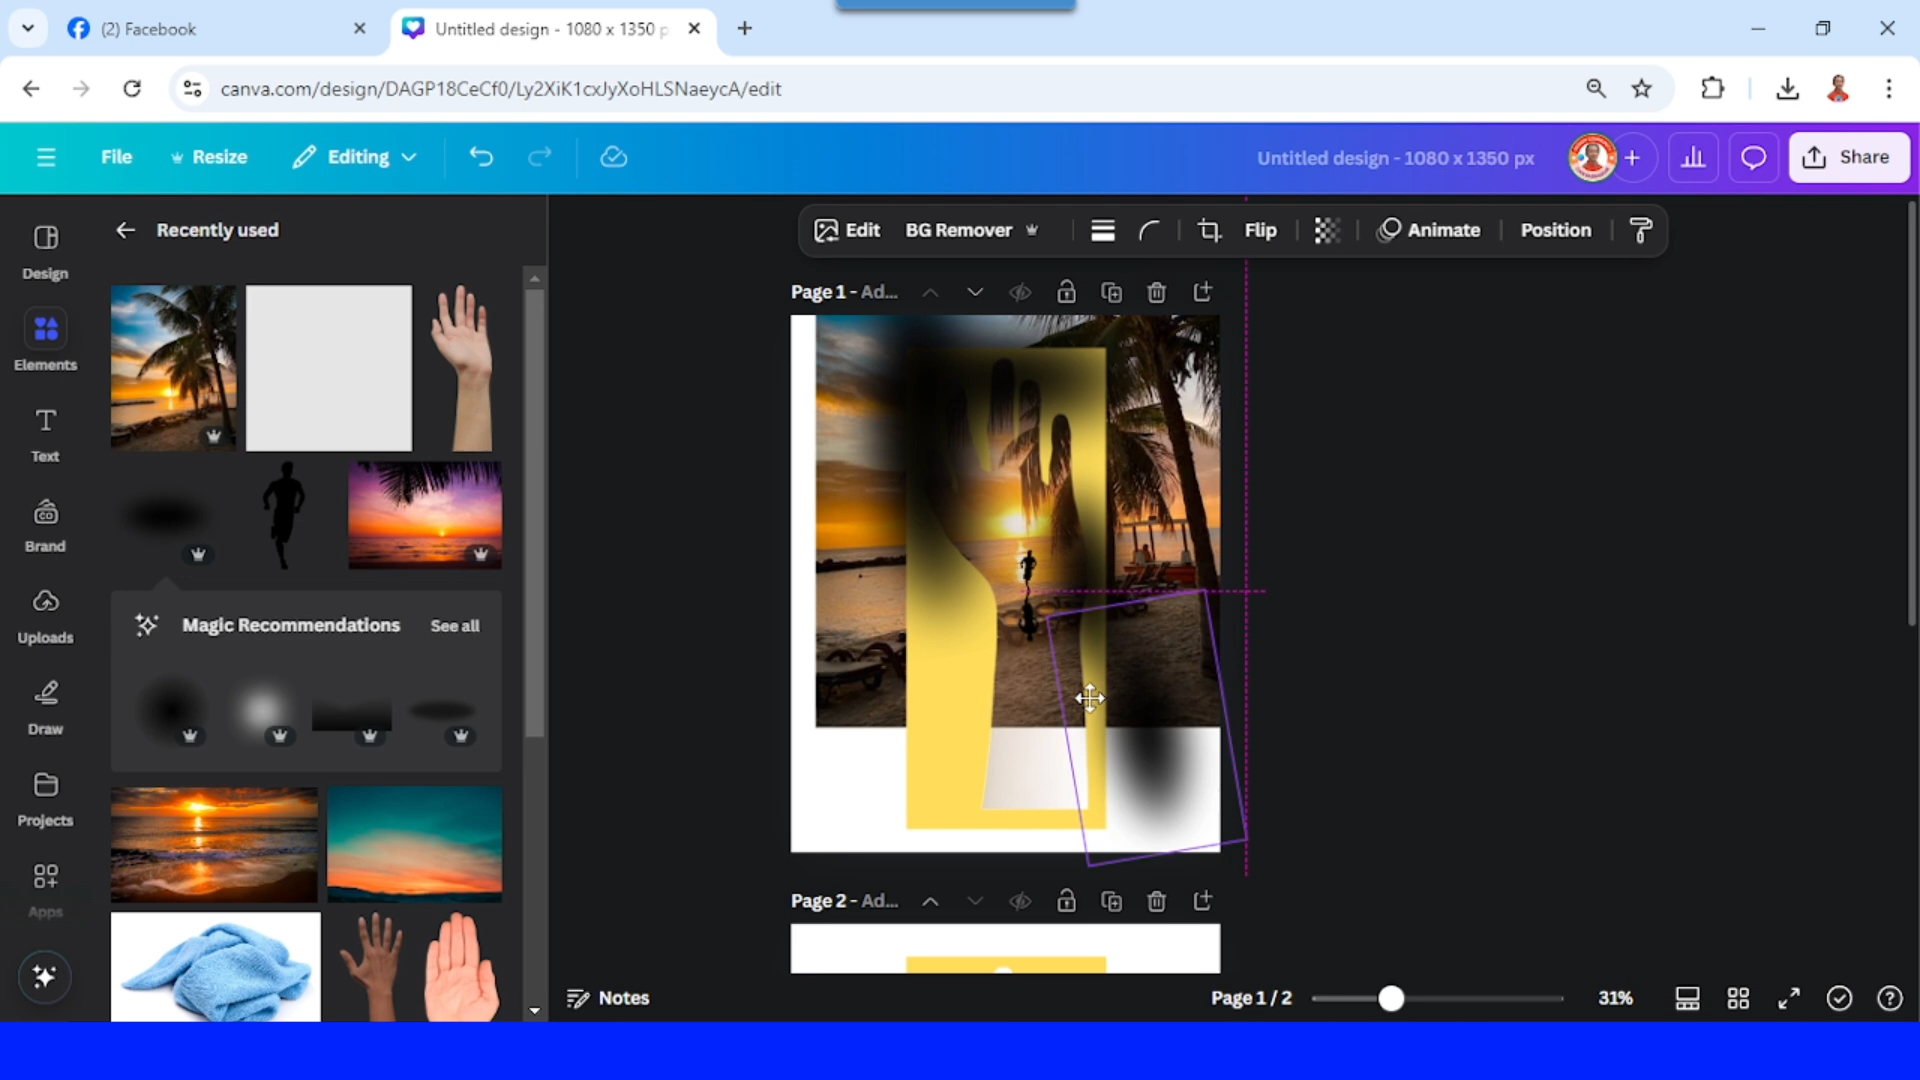 (2) Facebook
Untitled design - 1080 x 1350 p
canva.com/design/DAGP18CeCf0/Ly2XiK1cxJyXoHLSNaeycA/edit
File
Resize
Editing
Untitled design - 1080 x 1350 px
Share
Design
Elements
Text
Brand
Uploads
Draw
Projects
Apps
Recently used
Magic Recommendations
See all
Edit
BG Remover
Flip
Animate
Position
Page 1 - Ad...
Page 2 - Ad...
Notes
Page 1 / 2
31%